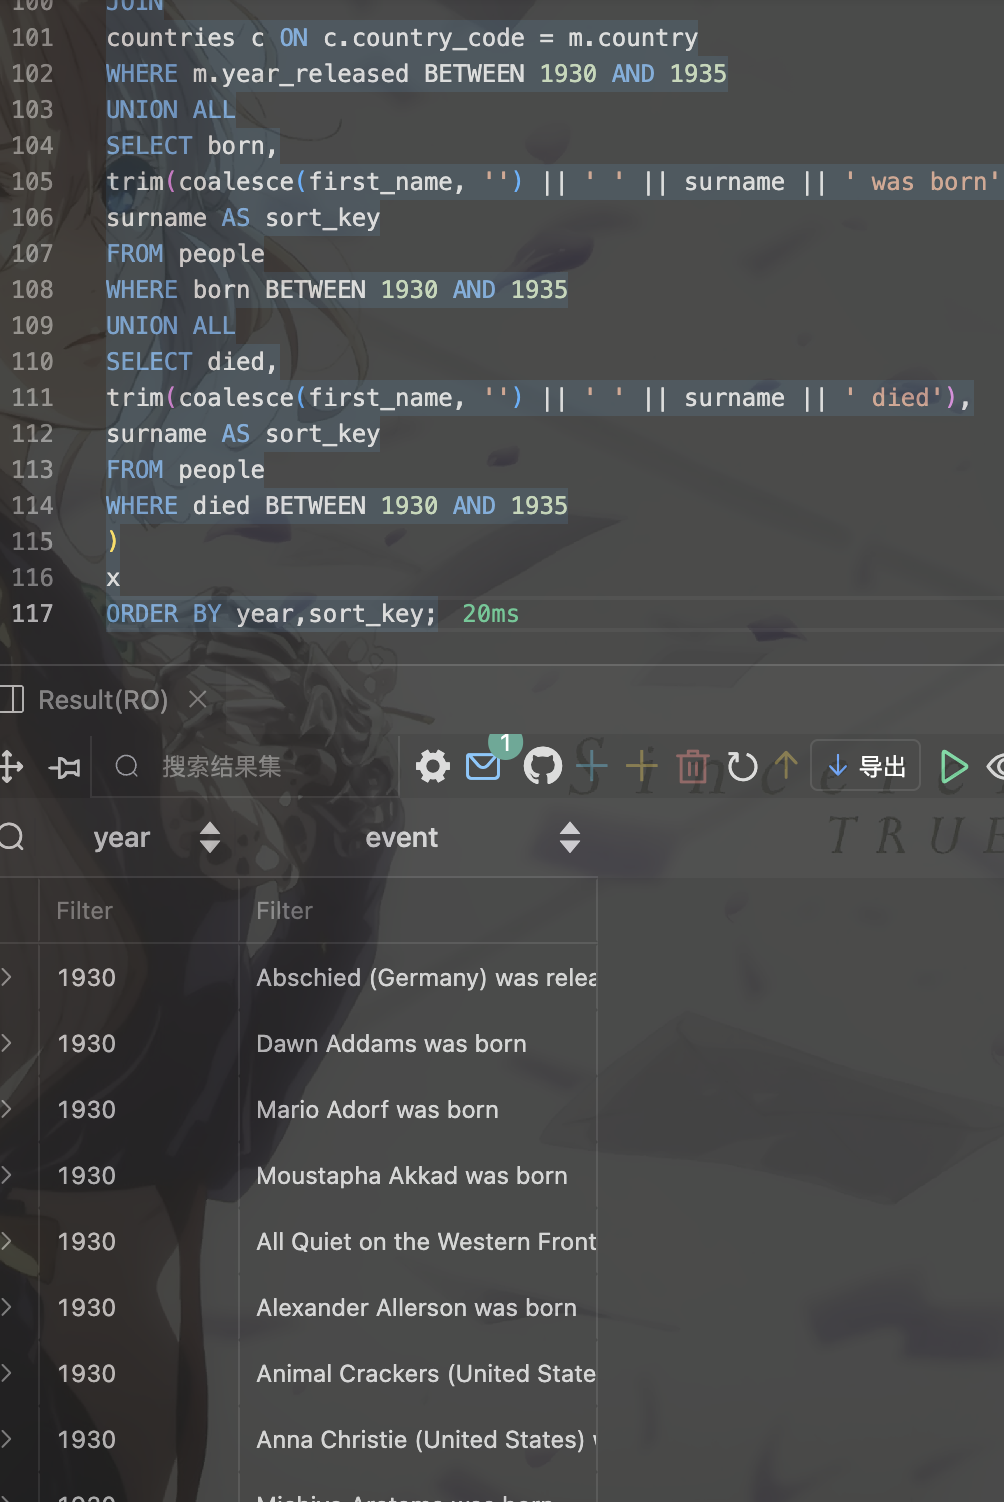 100 JOIN
101 countries c ON c.country_code = m.country
102 WHERE m.year_released BETWEEN 1930 AND 1935
103 UNION ALL
104 SELECT born,
105 trim(coalesce(first_name, '') || ' ' || surname || ' was born'
106 surname AS sort_key
107 FROM people
108 WHERE born BETWEEN 1930 AND 1935
109 UNION ALL
110 SELECT died,
111 trim(coalesce(first_name, '') || ' ' || surname || ' died'),
112 surname AS sort_key
113 FROM people
114 WHERE died BETWEEN 1930 AND 1935
115 )
116 x
117 ORDER BY year,sort_key; 20ms
Result(RO)
搜索结果集 1 导出
Sincere
TRUE
year event
Filter Filter
1930 Abschied (Germany) was relea
1930 Dawn Addams was born
1930 Mario Adorf was born
1930 Moustapha Akkad was born
1930 All Quiet on the Western Front
1930 Alexander Allerson was born
1930 Animal Crackers (United State
1930 Anna Christie (United States)